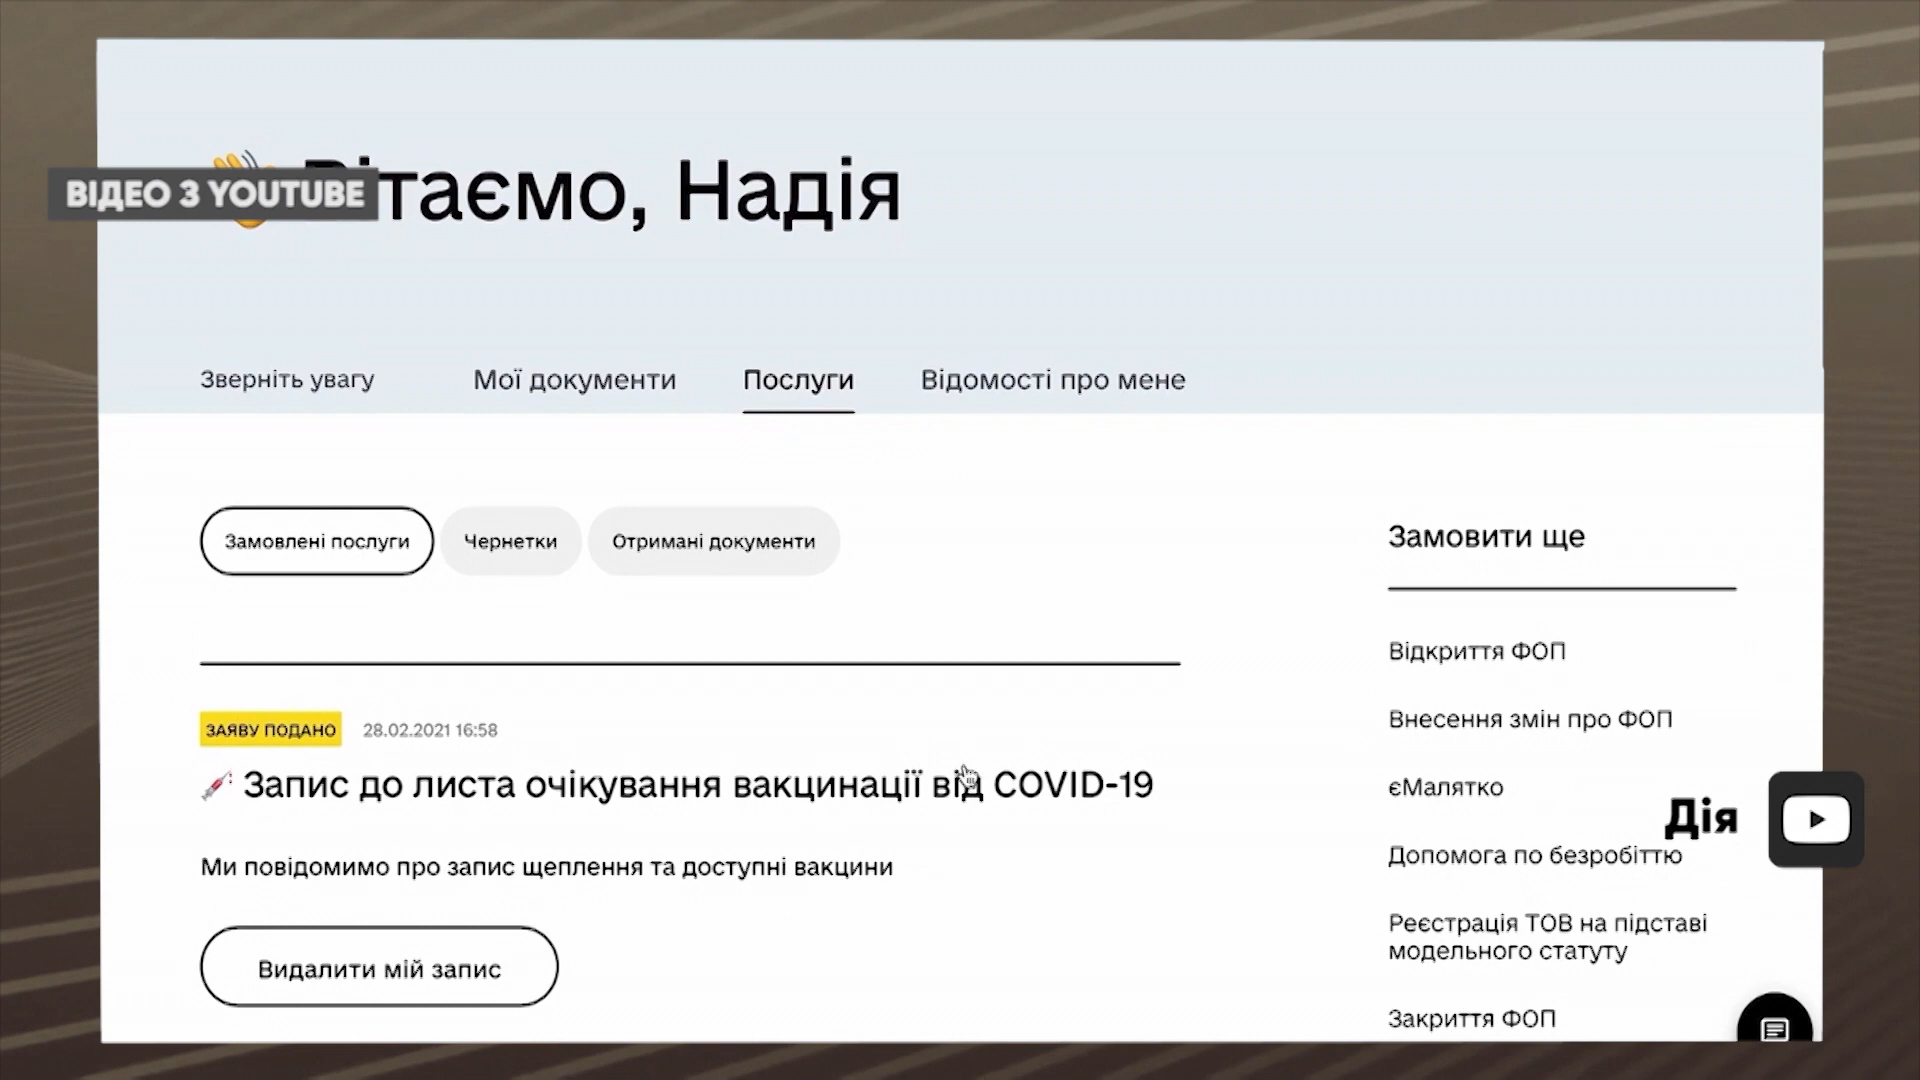 ВІДЕО З YOUTUBE
Вітаємо, Надія
Зверніть увагу
Мої документи
Послуги
Відомості про мене
Замовлені послуги
Чернетки
Отримані документи
ЗАЯВУ ПОДАНО 28.02.2021 16:58
Запис до листа очікування вакцинації від COVID-19
Ми повідомимо про запис щеплення та доступні вакцини
Видалити мій запис
Замовити ще
Відкриття ФОП
Внесення змін про ФОП
єМалятко
Дія
Допомога по безробіттю
Реєстрація ТОВ на підставі
модельного статуту
Закриття ФОП